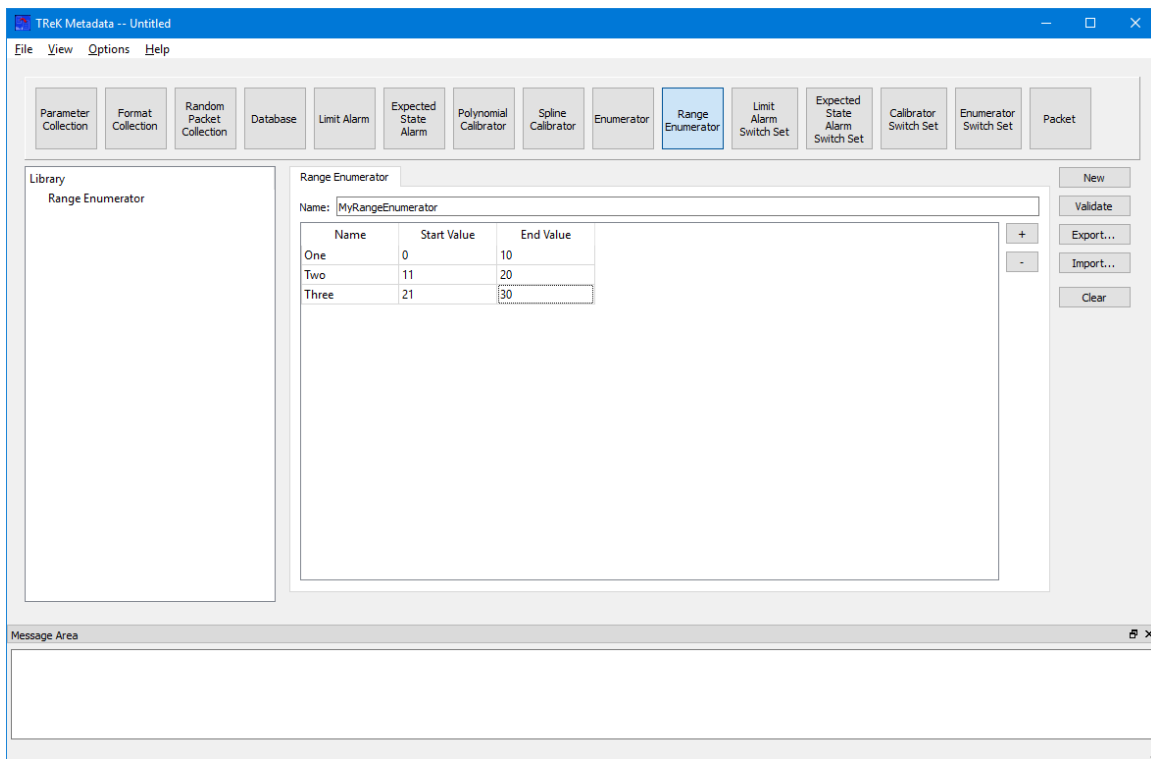 TReK Metadata -- Untitled
File View Options Help
Parameter Collection
Format Collection
Random Packet Collection
Database
Limit Alarm
Expected State Alarm
Polynomial Calibrator
Spline Calibrator
Enumerator
Range Enumerator
Limit Alarm Switch Set
Expected State Alarm Switch Set
Calibrator Switch Set
Enumerator Switch Set
Packet
Library
Range Enumerator
Range Enumerator
Name: MyRangeEnumerator
Name Start Value End Value
One 0 10
Two 11 20
Three 21 30
+
-
New
Validate
Export...
Import...
Clear
Message Area